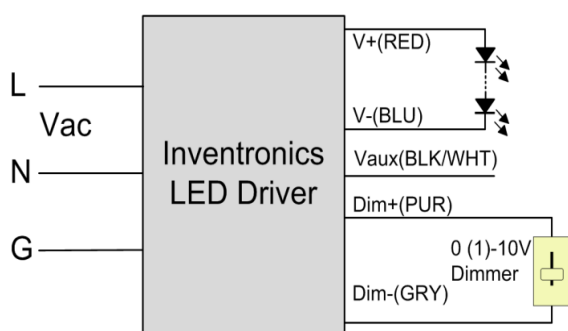 L
Vac
N
G
Inventronics
LED Driver
V+(RED)
V-(BLU)
Vaux(BLK/WHT)
Dim+(PUR)
0 (1)-10V
Dimmer
Dim-(GRY)